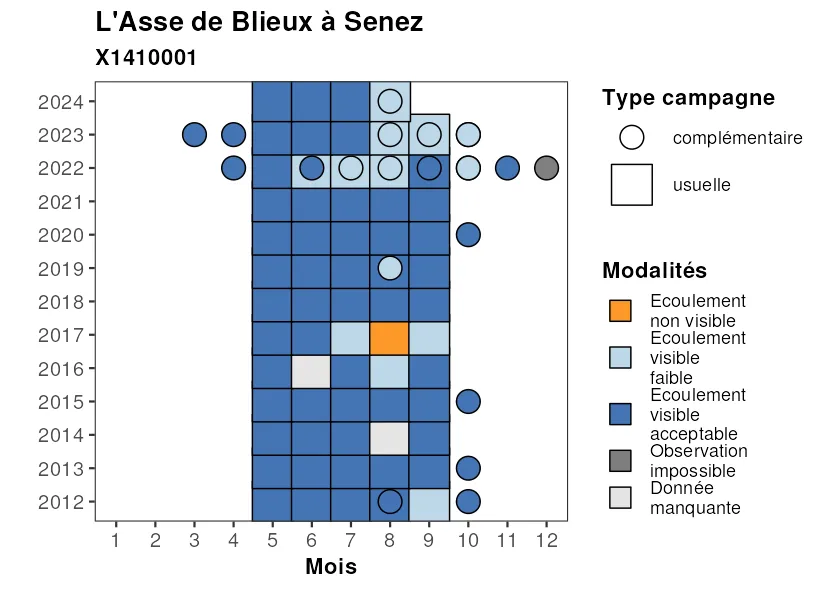 L'Asse de Blieux à Senez
X1410001
2024
2023
2022
2021
2020
2019
2018
2017
2016
2015
2014
2013
2012
1 2 3 4 5 6 7 8 9 10 11 12
Mois
Type campagne
complémentaire
usuelle
Modalités
Ecoulement
non visible
Ecoulement
visible
faible
Ecoulement
visible
acceptable
Observation
impossible
Donnée
manquante